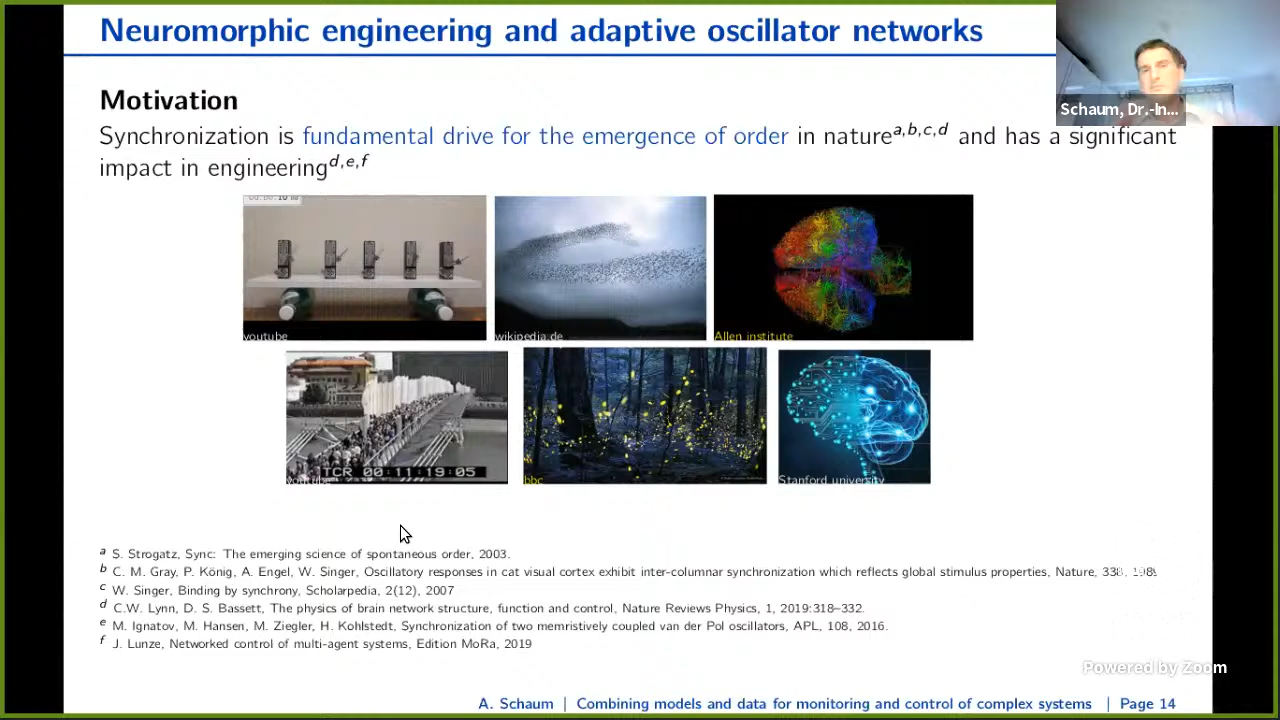 Neuromorphic engineering and adaptive oscillator networks
Schaum, Dr.-In...
Motivation
Synchronization is fundamental drive for the emergence of order in nature^a,b,c,d and has a significant
impact in engineering^d,e,f
youtube
wikipedia.de
Allen institute
TCR 00:11:19:05
youtube
bbc
Stanford university
a S. Strogatz, Sync: The emerging science of spontaneous order, 2003.
b C. M. Gray, P. König, A. Engel, W. Singer, Oscillatory responses in cat visual cortex exhibit inter-columnar synchronization which reflects global stimulus properties, Nature, 338, 1989
c W. Singer, Binding by synchrony, Scholarpedia, 2(12), 2007
d C.W. Lynn, D. S. Bassett, The physics of brain network structure, function and control, Nature Reviews Physics, 1, 2019:318–332.
e M. Ignatov, M. Hansen, M. Ziegler, H. Kohlstedt, Synchronization of two memristively coupled van der Pol oscillators, APL, 108, 2016.
f J. Lunze, Networked control of multi-agent systems, Edition MoRa, 2019
Powered by Zoom
A. Schaum | Combining models and data for monitoring and control of complex systems | Page 14